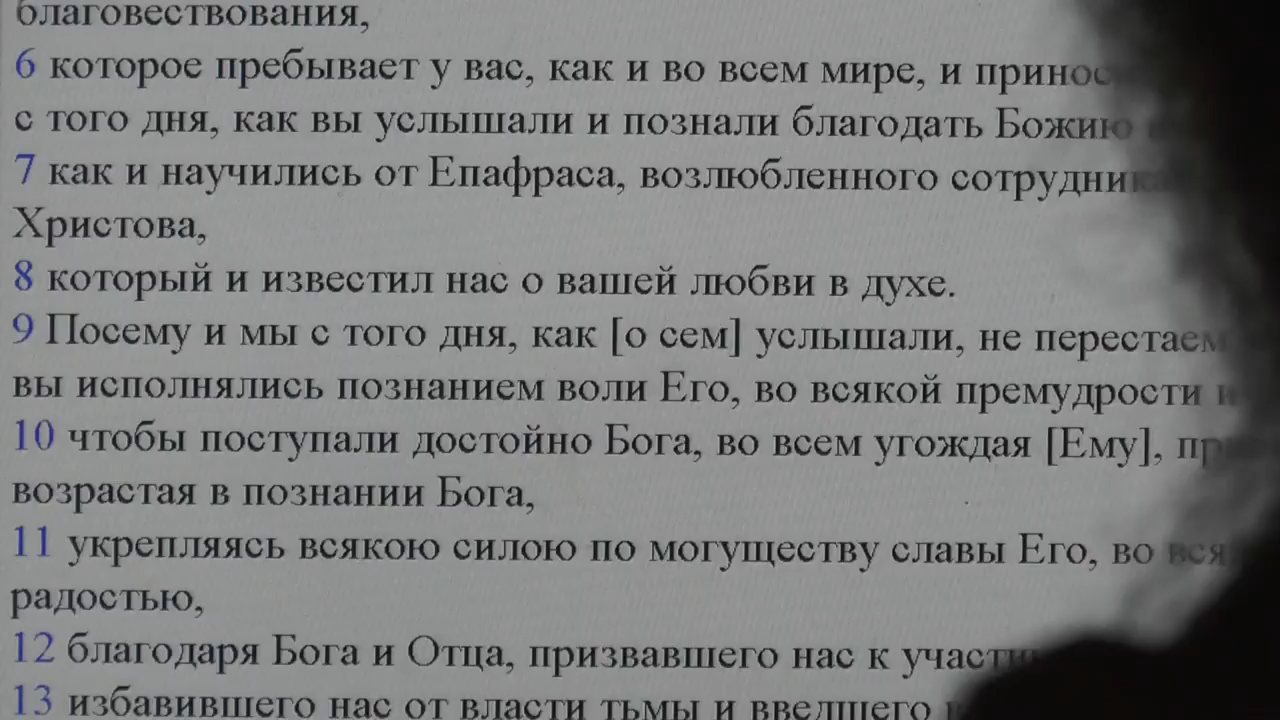 благовествования,
6 которое пребывает у вас, как и во всем мире, и
с того дня, как вы услышали и познали благодать Божию
7 как и научились от Епафраса, возлюбленного сотрудника
Христова,
8 который и известил нас о вашей любви в духе.
9 Посему и мы с того дня, как [о сем] услышали, не перестаем
вы исполнялись познанием воли Его, во всякой премудрости и
10 чтобы поступали достойно Бога, во всем угождая [Ему],
возрастая в познании Бога,
11 укрепляясь всякою силою по могуществу славы Его, во
радостью,
12 благодаря Бога и Отца, призвавшего нас к
13 избавившего нас от власти тьмы и введшего